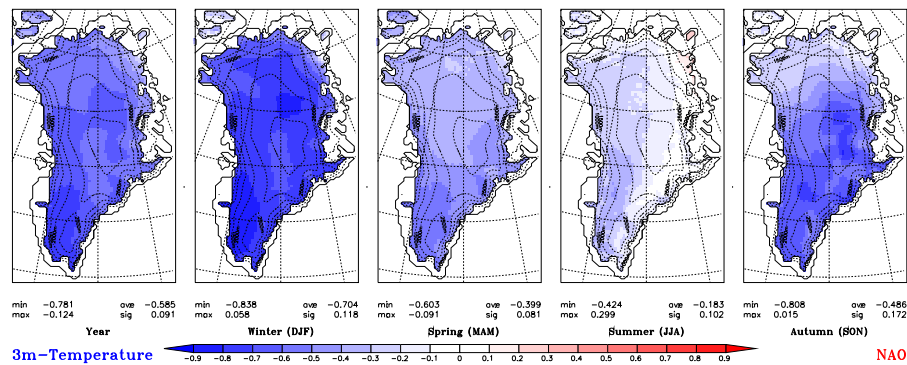 min −0.781 ave −0.585
max −0.124 sig 0.091
Year
min −0.838 ave −0.704
max 0.058 sig 0.118
Winter (DJF)
min −0.603 ave −0.399
max −0.091 sig 0.081
Spring (MAM)
min −0.424 ave −0.183
max 0.299 sig 0.102
Summer (JJA)
min −0.808 ave −0.486
max 0.015 sig 0.172
Autumn (SON)
3m−Temperature
−0.9 −0.8 −0.7 −0.6 −0.5 −0.4 −0.3 −0.2 −0.1 0 0.1 0.2 0.3 0.4 0.5 0.6 0.7 0.8 0.9
NAO